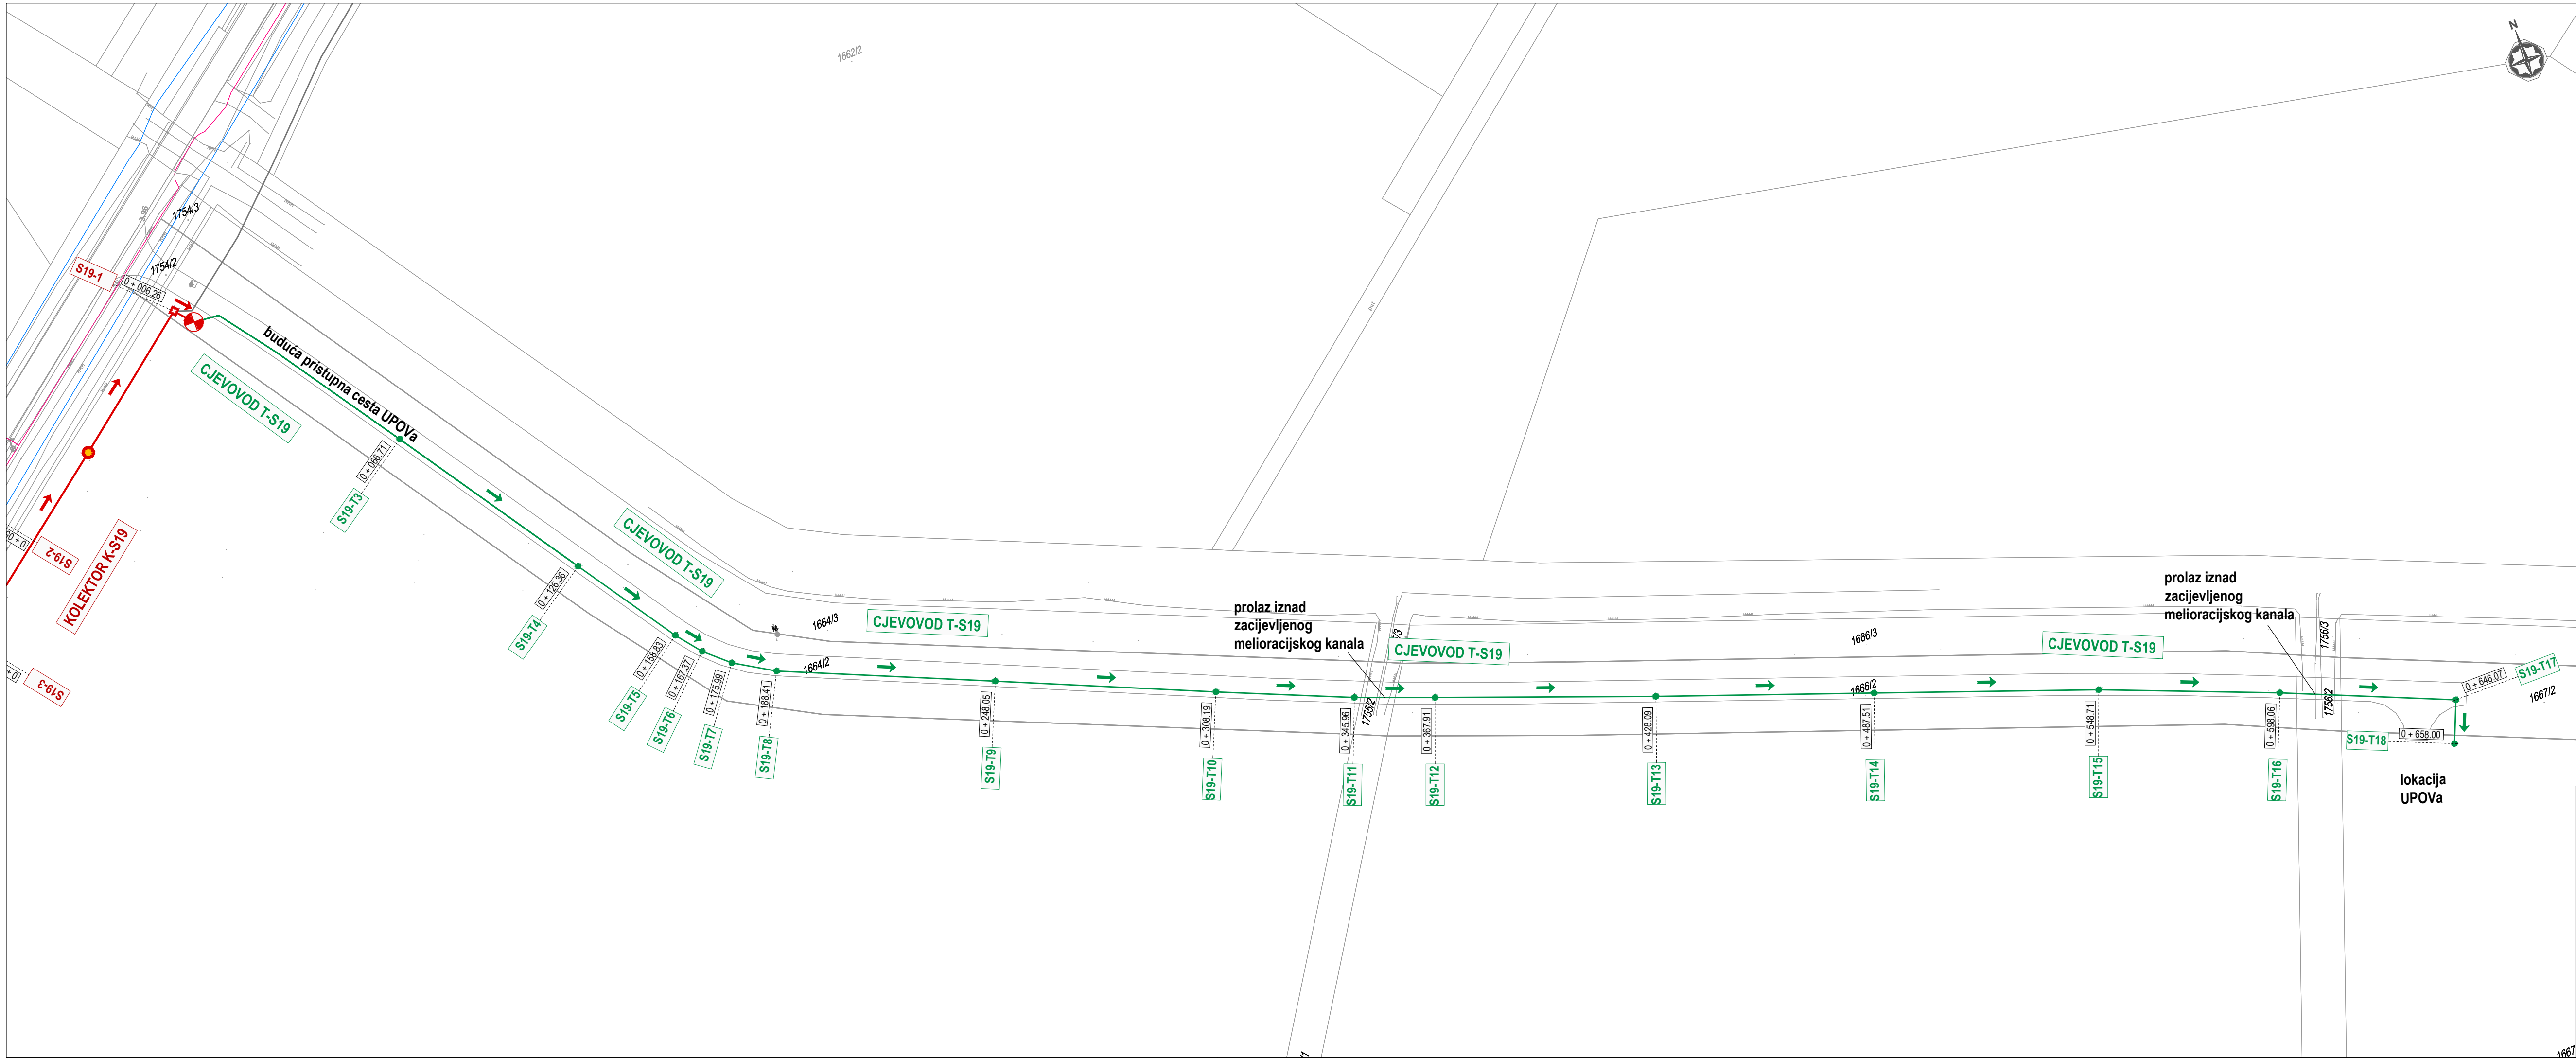 N
1662/2
3.95
1754/3
1754/2
S19-1
0 + 006.26
buduća pristupna cesta UPOVa
CJEVOVOD T-S19
put
0 + 066.71
S19-T3
S19-2
KOLEKTOR K-S19
S19-3
CJEVOVOD T-S19
0 + 126.36
S19-T4
0 + 158.83
S19-T5
0 + 167.37
S19-T6
0 + 175.99
S19-T7
0 + 188.41
S19-T8
1664/3
1664/2
CJEVOVOD T-S19
0 + 248.05
S19-T9
0 + 308.19
S19-T10
prolaz iznad
zacijevljenog
melioracijskog kanala
0 + 345.96
S19-T11
1755/2
/3
CJEVOVOD T-S19
0 + 367.91
S19-T12
0 + 428.09
S19-T13
1666/3
1666/2
0 + 487.51
S19-T14
CJEVOVOD T-S19
0 + 548.71
S19-T15
prolaz iznad
zacijevljenog
melioracijskog kanala
0 + 598.06
S19-T16
1756/3
1756/2
0 + 646.07
S19-T17
1667/2
0 + 658.00
S19-T18
lokacija
UPOVa
/1
1667